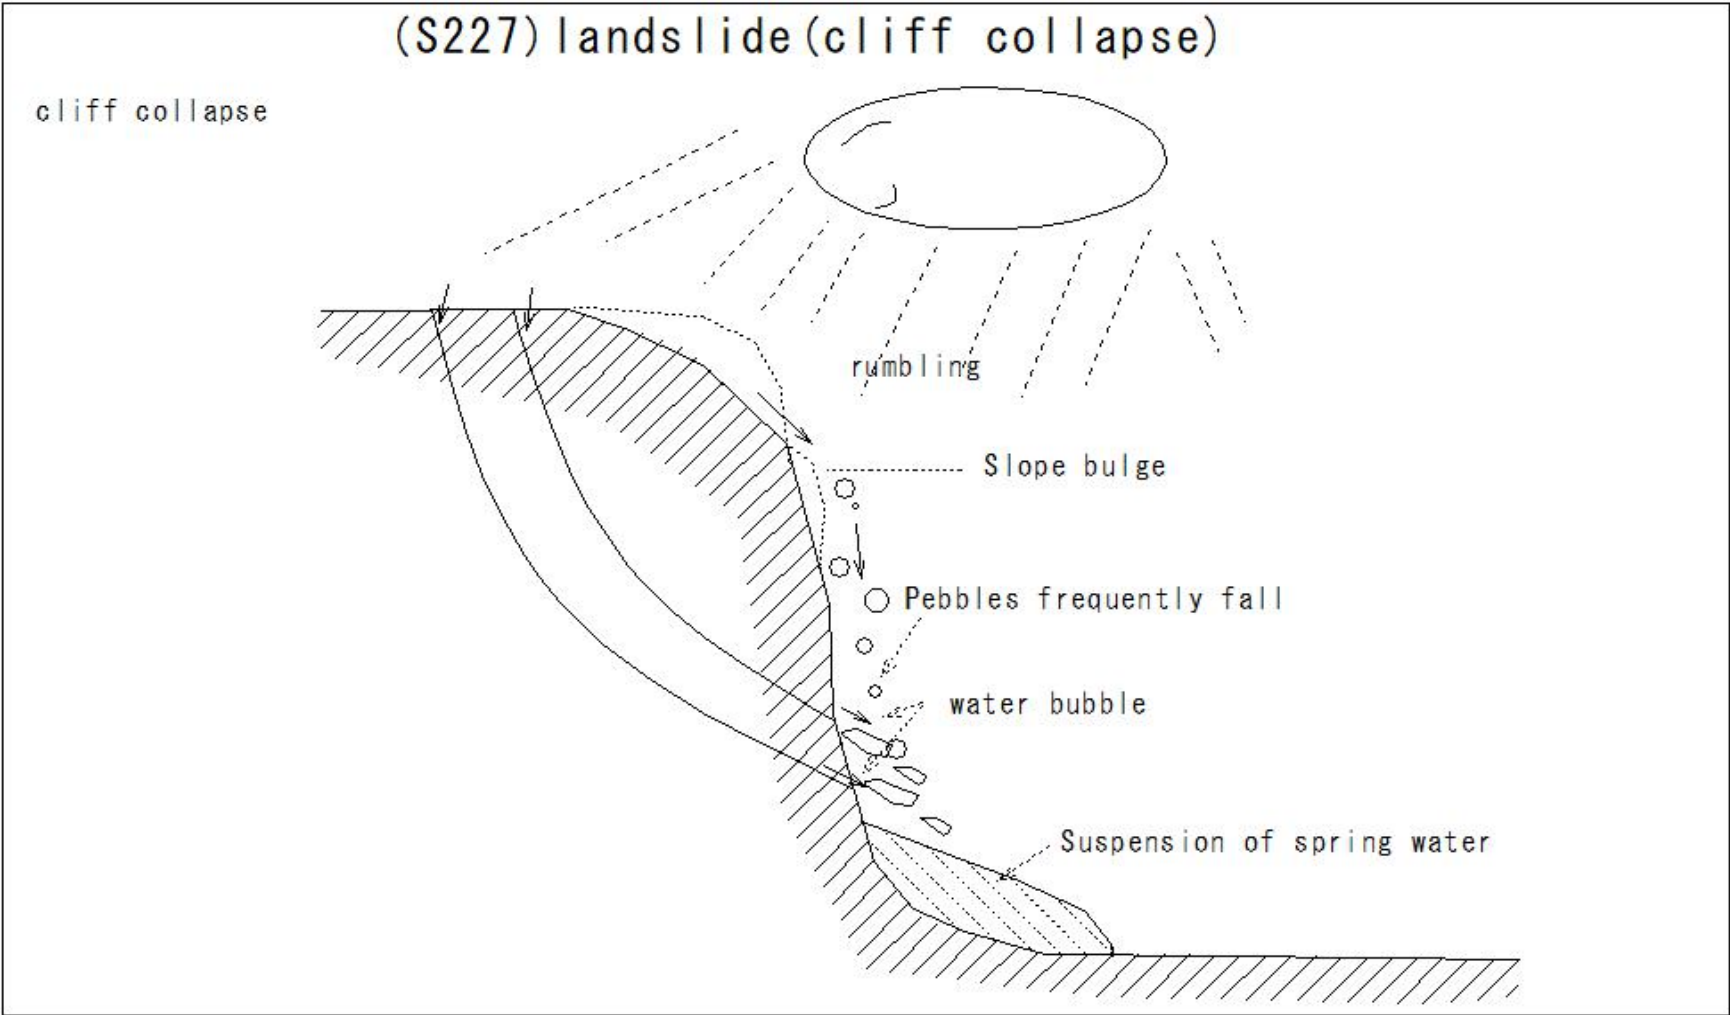 (S227)landslide(cliff collapse)
cliff collapse
rumbling
Slope bulge
Pebbles frequently fall
water bubble
Suspension of spring water